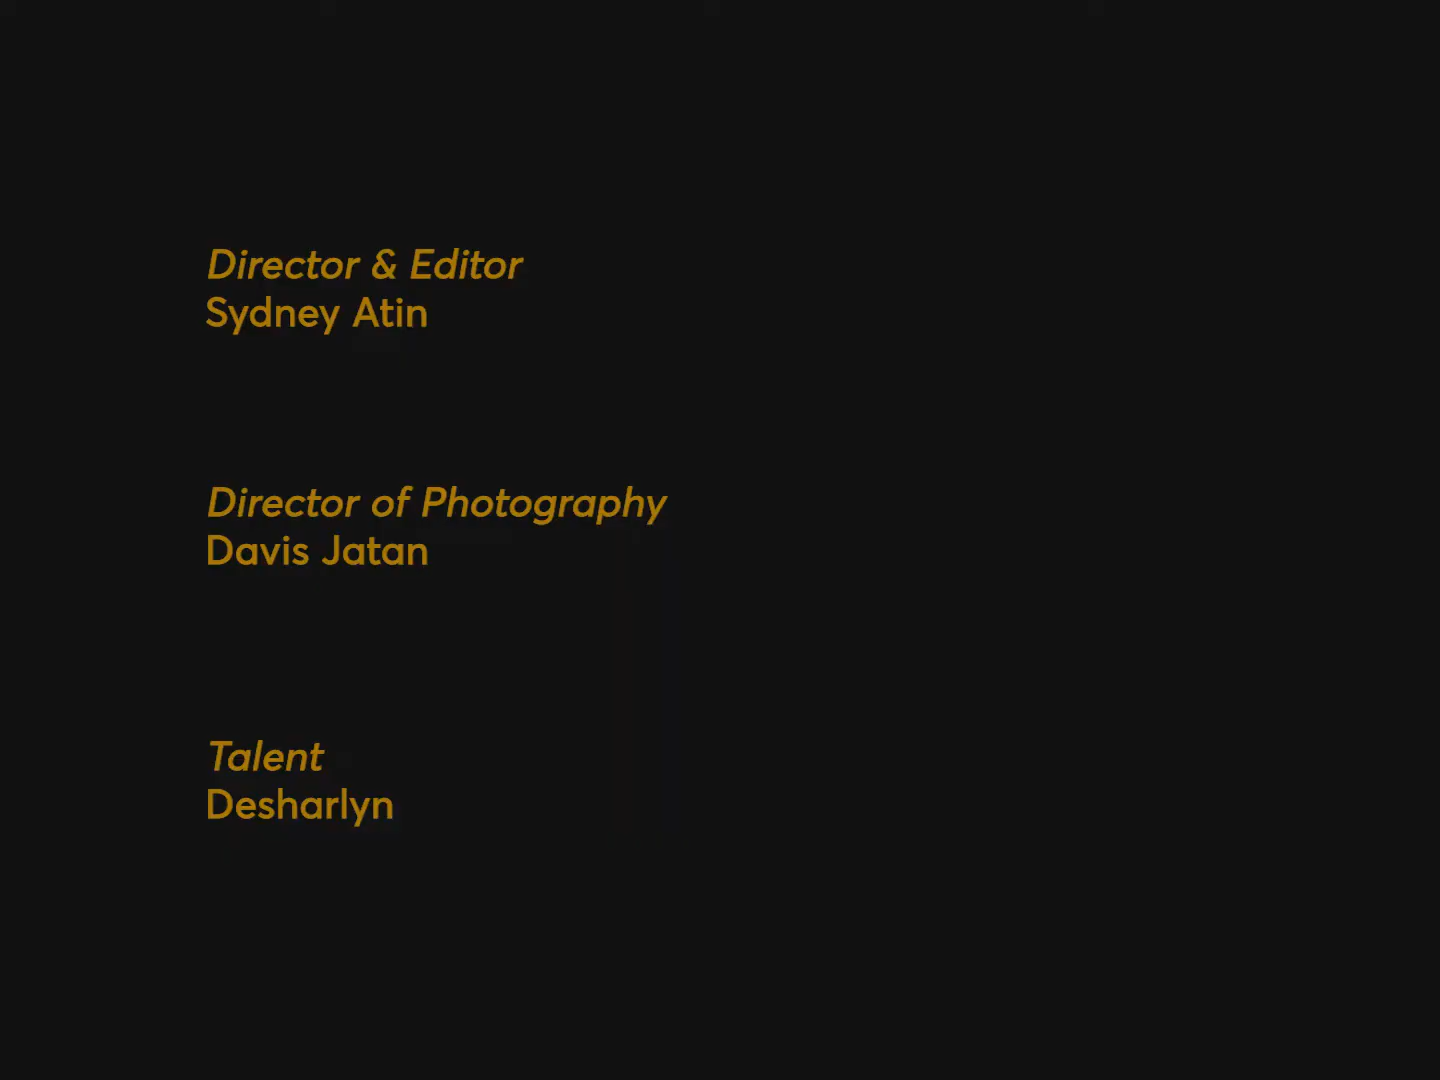 Director & Editor
Sydney Atin
Director of Photography
Davis Jatan
Talent
Desharlyn